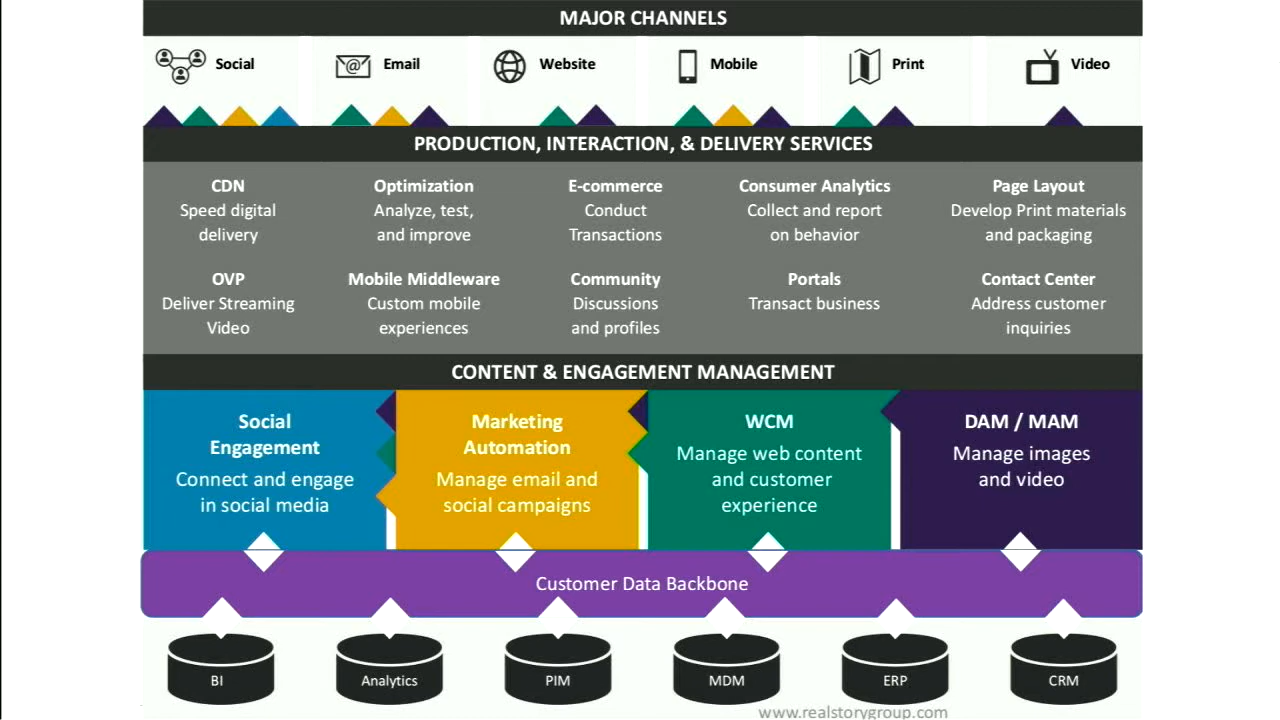 MAJOR CHANNELS
Social
Email
Website
Mobile
Print
Video
PRODUCTION, INTERACTION, & DELIVERY SERVICES
CDN
Speed digital
delivery
Optimization
Analyze, test,
and improve
E-commerce
Conduct
Transactions
Consumer Analytics
Collect and report
on behavior
Page Layout
Develop Print materials
and packaging
OVP
Deliver Streaming
Video
Mobile Middleware
Custom mobile
experiences
Community
Discussions
and profiles
Portals
Transact business
Contact Center
Address customer
inquiries
CONTENT & ENGAGEMENT MANAGEMENT
Social
Engagement
Connect and engage
in social media
Marketing
Automation
Manage email and
social campaigns
WCM
Manage web content
and customer
experience
DAM / MAM
Manage images
and video
Customer Data Backbone
BI
Analytics
PIM
MDM
ERP
CRM
www.realstorygroup.com